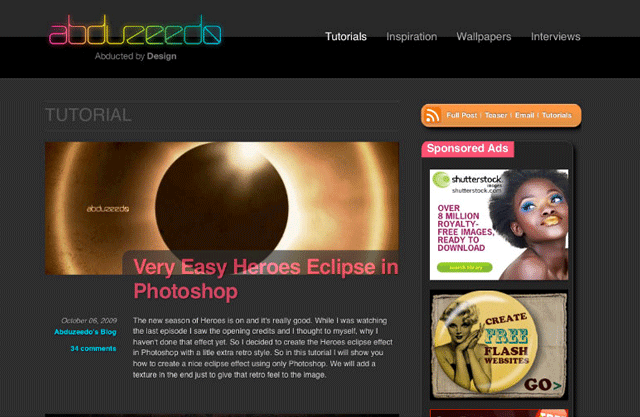 abduzeedo
Abducted by Design
Tutorials Inspiration Wallpapers Interviews
TUTORIAL
abduzeedo
Very Easy Heroes Eclipse in
Photoshop
October 06, 2009
Abduzeedo's Blog
34 comments
The new season of Heroes is on and it's really good. While I was watching
the last episode I saw the opening credits and I thought to myself, why I
haven't done that effect yet. So I decided to create the Heroes eclipse effect
in Photoshop with a litle extra retro style. So in this tutorial I will show you
how to create a nice eclipse effect using only Photoshop. We will add a
texture in the end just to give that retro feel to the image.
Full Post | Teaser | Email | Tutorials
Sponsored Ads
shutterstock
images
shutterstock.com
OVER
8 MILLION
ROYALTY-
FREE IMAGES,
READY TO
DOWNLOAD
search library
CREATE
FREE
FLASH
WEBSITES
GO>